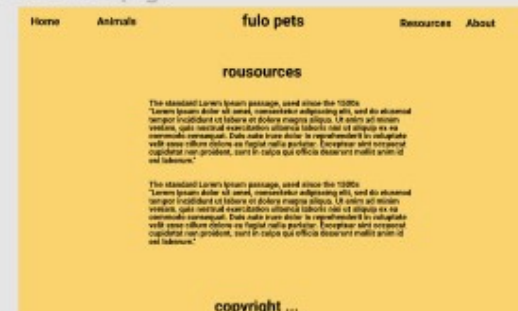 Home Animals fulo pets Resources About
rousources
The standard Lorem Ipsum passage, used since the 1500s
"Lorem ipsum dolor sit amet, consectetur adipiscing elit, sed do eiusmod
tempor incididunt ut labore et dolore magna aliqua. Ut enim ad minim
veniam, quis nostrud exercitation ullamco laboris nisi ut aliquip ex ea
commodo consequat. Duis aute irure dolor in reprehenderit in voluptate
velit esse cillum dolore eu fugiat nulla pariatur. Excepteur sint occaecat
cupidatat non proident, sunt in culpa qui officia deserunt mollit anim id
est laborum."
The standard Lorem Ipsum passage, used since the 1500s
"Lorem ipsum dolor sit amet, consectetur adipiscing elit, sed do eiusmod
tempor incididunt ut labore et dolore magna aliqua. Ut enim ad minim
veniam, quis nostrud exercitation ullamco laboris nisi ut aliquip ex ea
commodo consequat. Duis aute irure dolor in reprehenderit in voluptate
velit esse cillum dolore eu fugiat nulla pariatur. Excepteur sint occaecat
cupidatat non proident, sunt in culpa qui officia deserunt mollit anim id
est laborum."
copyright ...